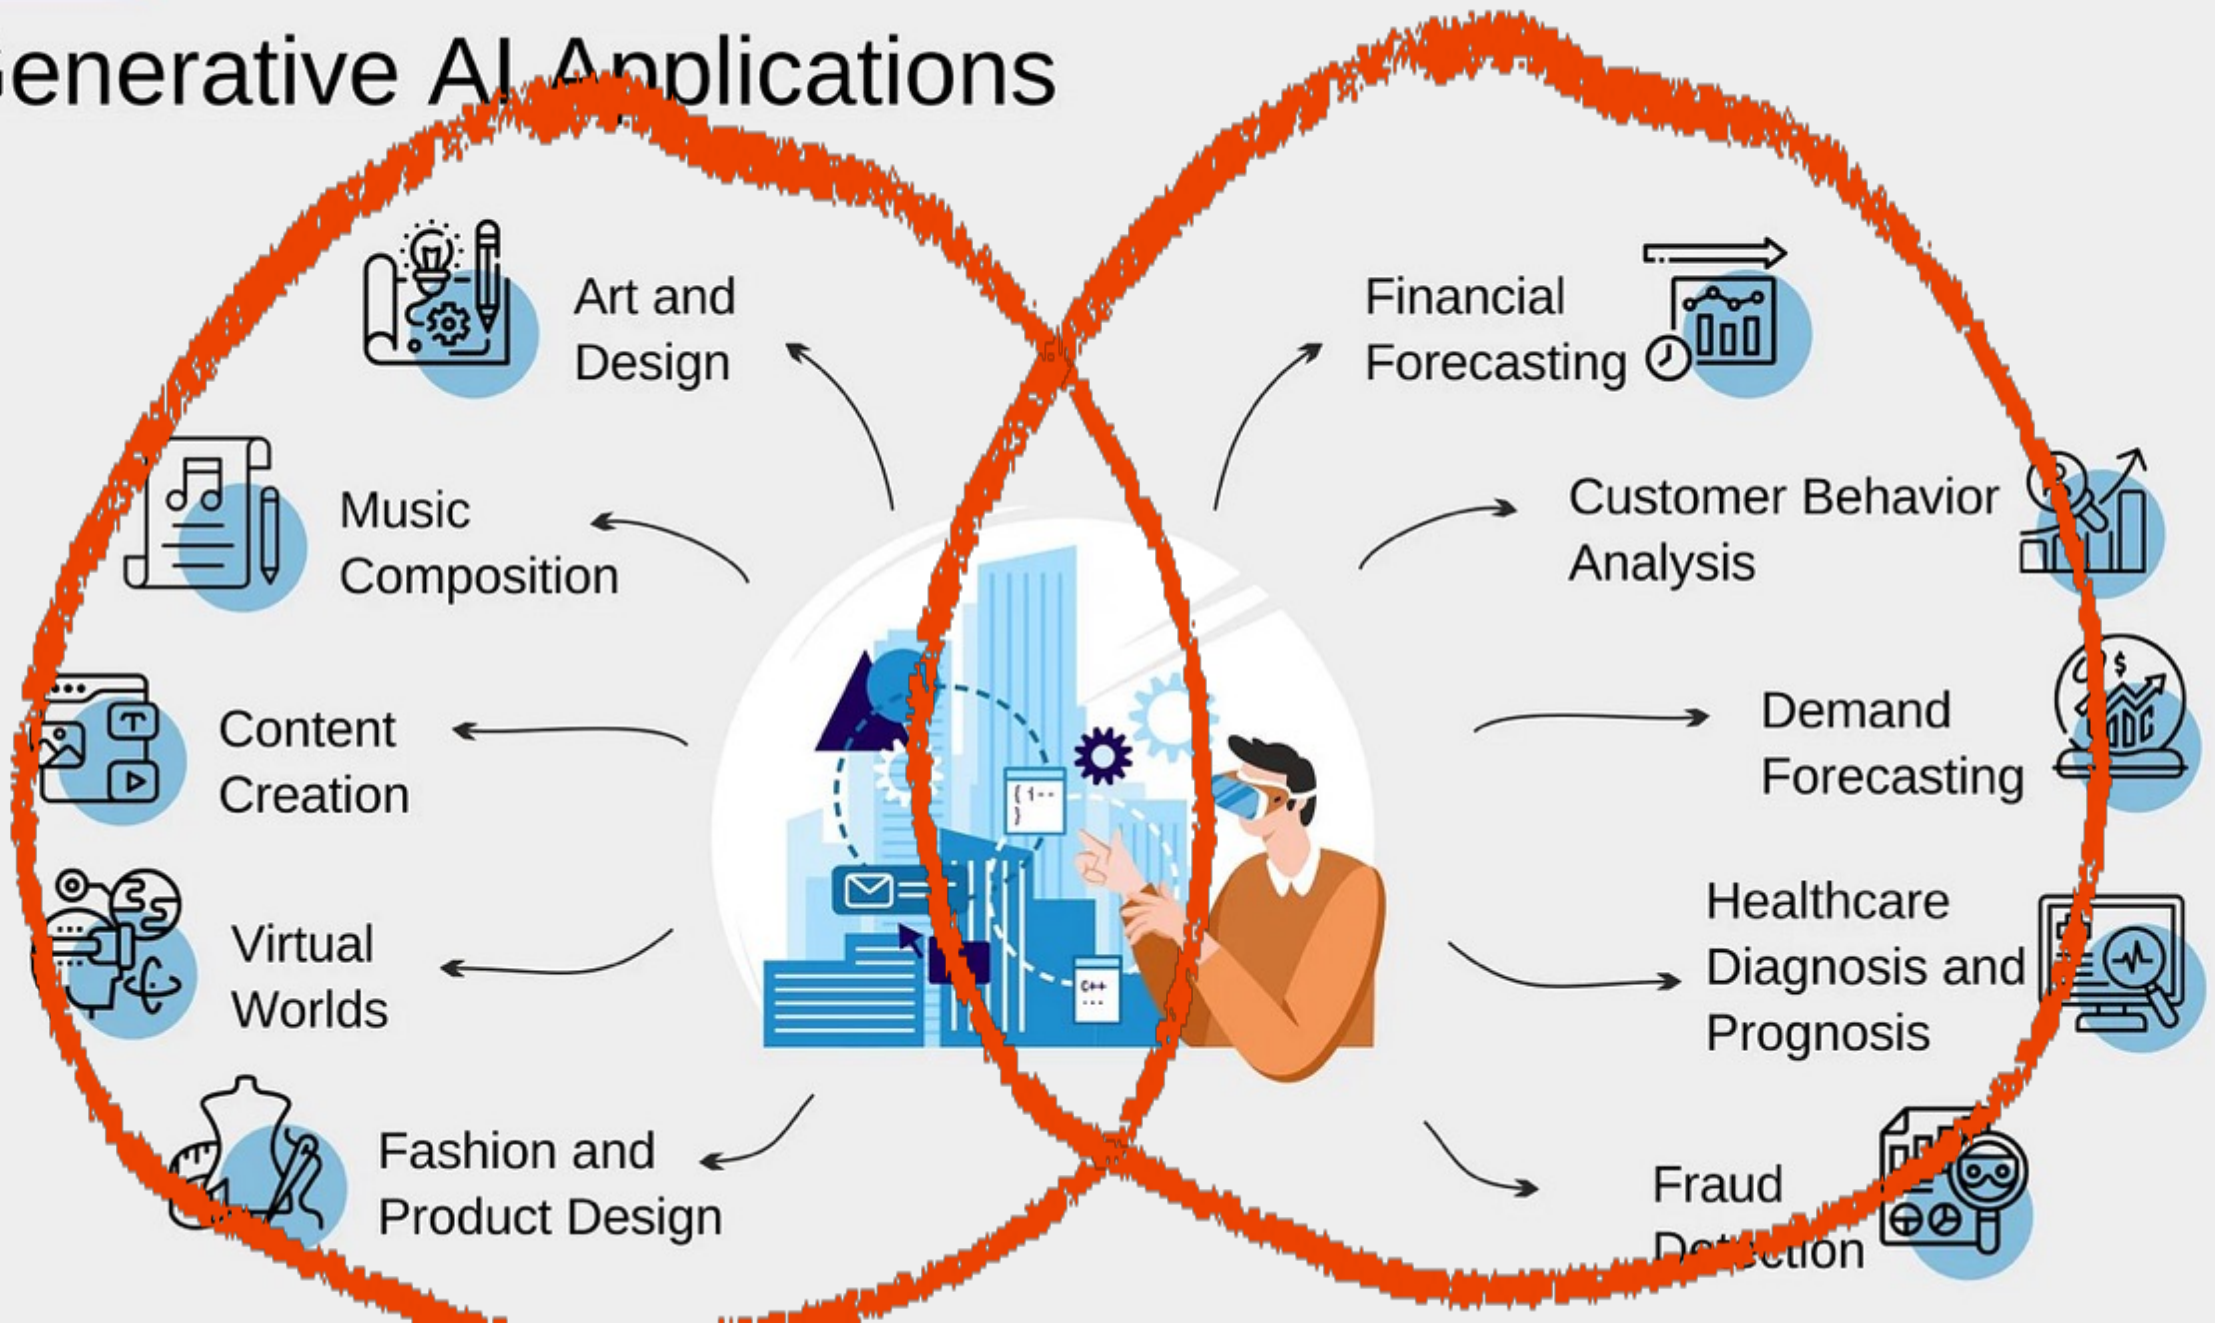 Generative AI Applications
Art and
Design
Music
Composition
Content
Creation
Virtual
Worlds
Fashion and
Product Design
Financial
Forecasting
Customer Behavior
Analysis
Demand
Forecasting
Healthcare
Diagnosis and
Prognosis
Fraud
Detection
{ i--
}
C++
...
T
$